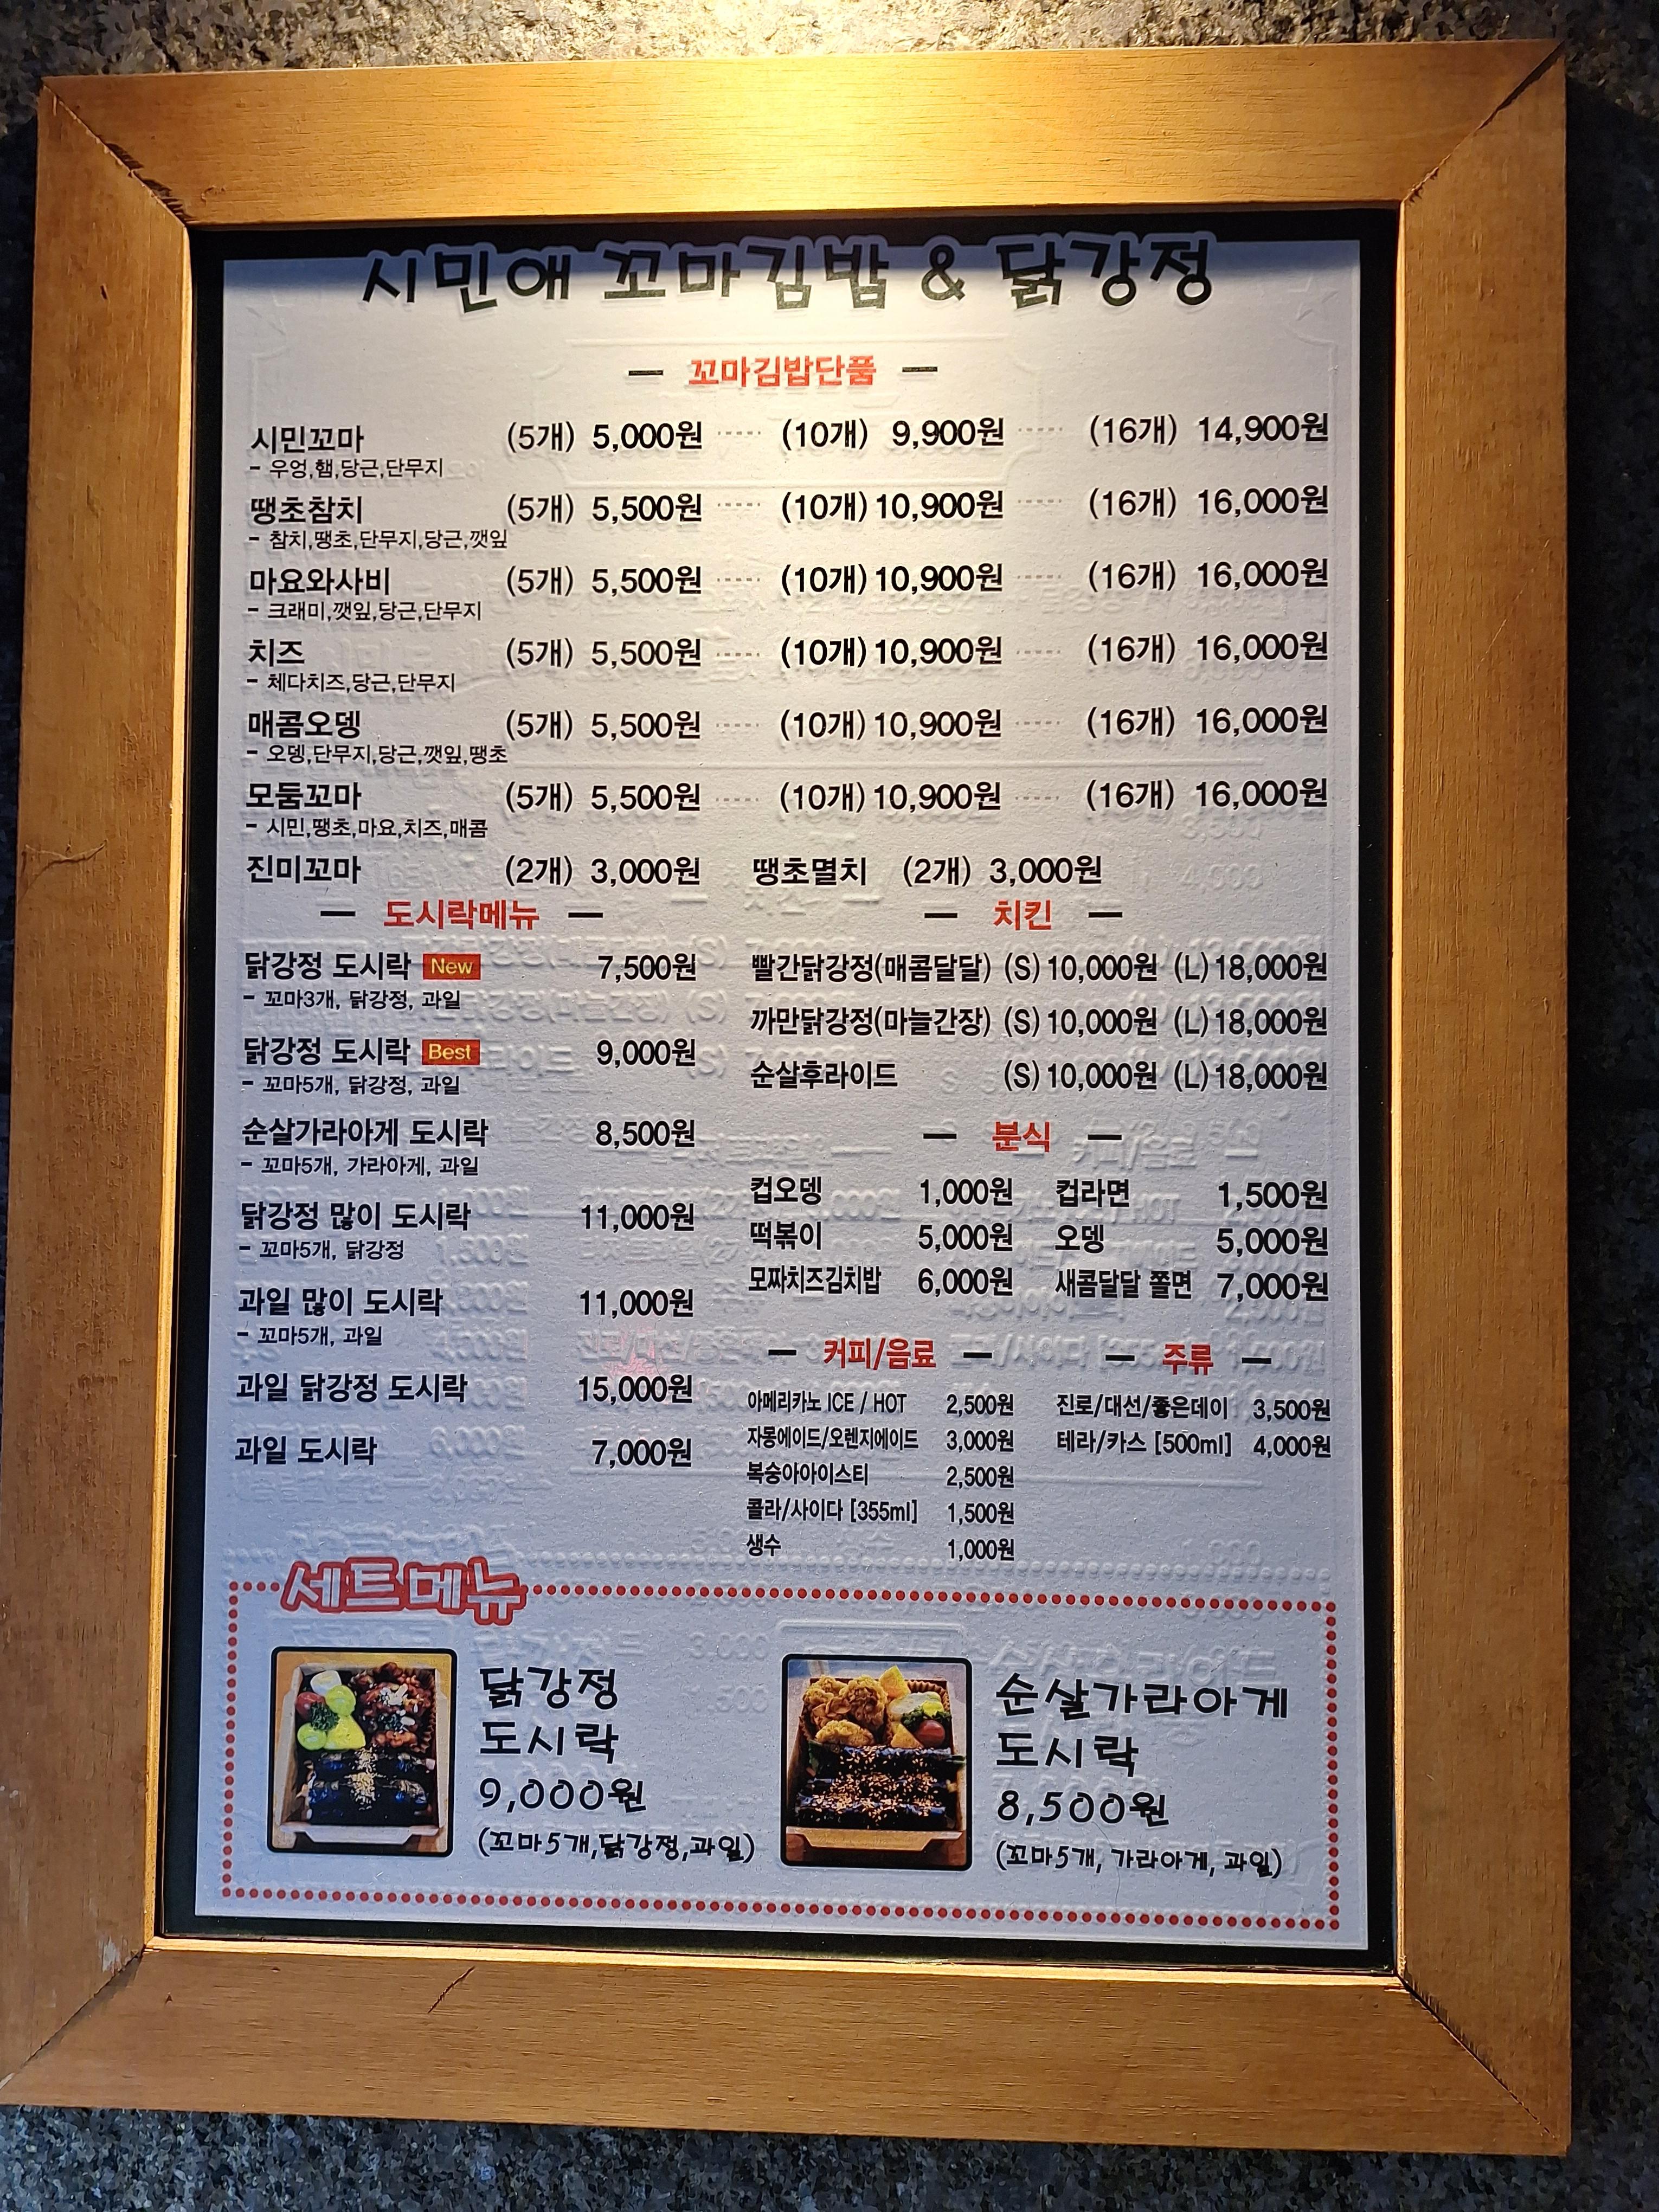 시민애 꼬마김밥 & 닭강정
꼬마김밥단품
시민꼬마 (5개) 5,000원 (10개) 9,900원 (16개) 14,900원
- 우엉,햄,당근,단무지
땡초참치 (5개) 5,500원 (10개) 10,900원 (16개) 16,000원
- 참치,땡초,단무지,당근,깻잎
마요와사비 (5개) 5,500원 (10개) 10,900원 (16개) 16,000원
- 크래미,깻잎,당근,단무지
치즈 (5개) 5,500원 (10개) 10,900원 (16개) 16,000원
- 체다치즈,당근,단무지
매콤오뎅 (5개) 5,500원 (10개) 10,900원 (16개) 16,000원
- 오뎅,단무지,당근,깻잎,땡초
모둠꼬마 (5개) 5,500원 (10개) 10,900원 (16개) 16,000원
- 시민,땡초,마요,치즈,매콤
진미꼬마 (2개) 3,000원 땡초멸치 (2개) 3,000원
도시락메뉴
닭강정 도시락 New 7,500원
- 꼬마3개, 닭강정, 과일
닭강정 도시락 Best 9,000원
- 꼬마5개, 닭강정, 과일
순살가라아게 도시락 8,500원
- 꼬마5개, 가라아게, 과일
닭강정 많이 도시락 11,000원
- 꼬마5개, 닭강정
과일 많이 도시락 11,000원
- 꼬마5개, 과일
과일 닭강정 도시락 15,000원
과일 도시락 7,000원
치킨
빨간닭강정(매콤달달) (S) 10,000원 (L) 18,000원
까만닭강정(마늘간장) (S) 10,000원 (L) 18,000원
순살후라이드 (S) 10,000원 (L) 18,000원
분식
컵오뎅 1,000원 컵라면 1,500원
떡볶이 5,000원 오뎅 5,000원
모짜치즈김치밥 6,000원 새콤달달 쫄면 7,000원
커피/음료
아메리카노 ICE / HOT 2,500원
자몽에이드/오렌지에이드 3,000원
복숭아아이스티 2,500원
콜라/사이다 [355ml] 1,500원
생수 1,000원
주류
진로/대선/좋은데이 3,500원
테라/카스 [500ml] 4,000원
세트메뉴
닭강정
도시락
9,000원
(꼬마5개,닭강정,과일)
순살가라아게
도시락
8,500원
(꼬마5개, 가라아게, 과일)